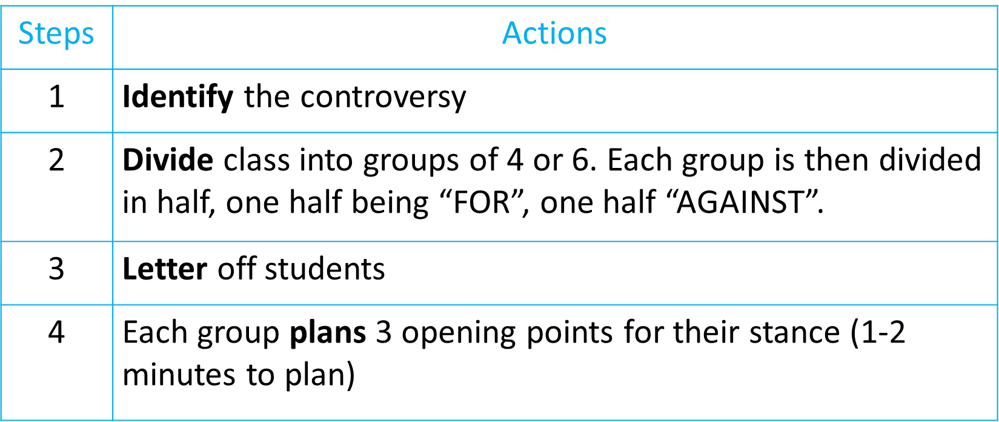 Steps Actions
1 Identify the controversy
2 Divide class into groups of 4 or 6. Each group is then divided
in half, one half being “FOR”, one half “AGAINST”.
3 Letter off students
4 Each group plans 3 opening points for their stance (1-2
minutes to plan)